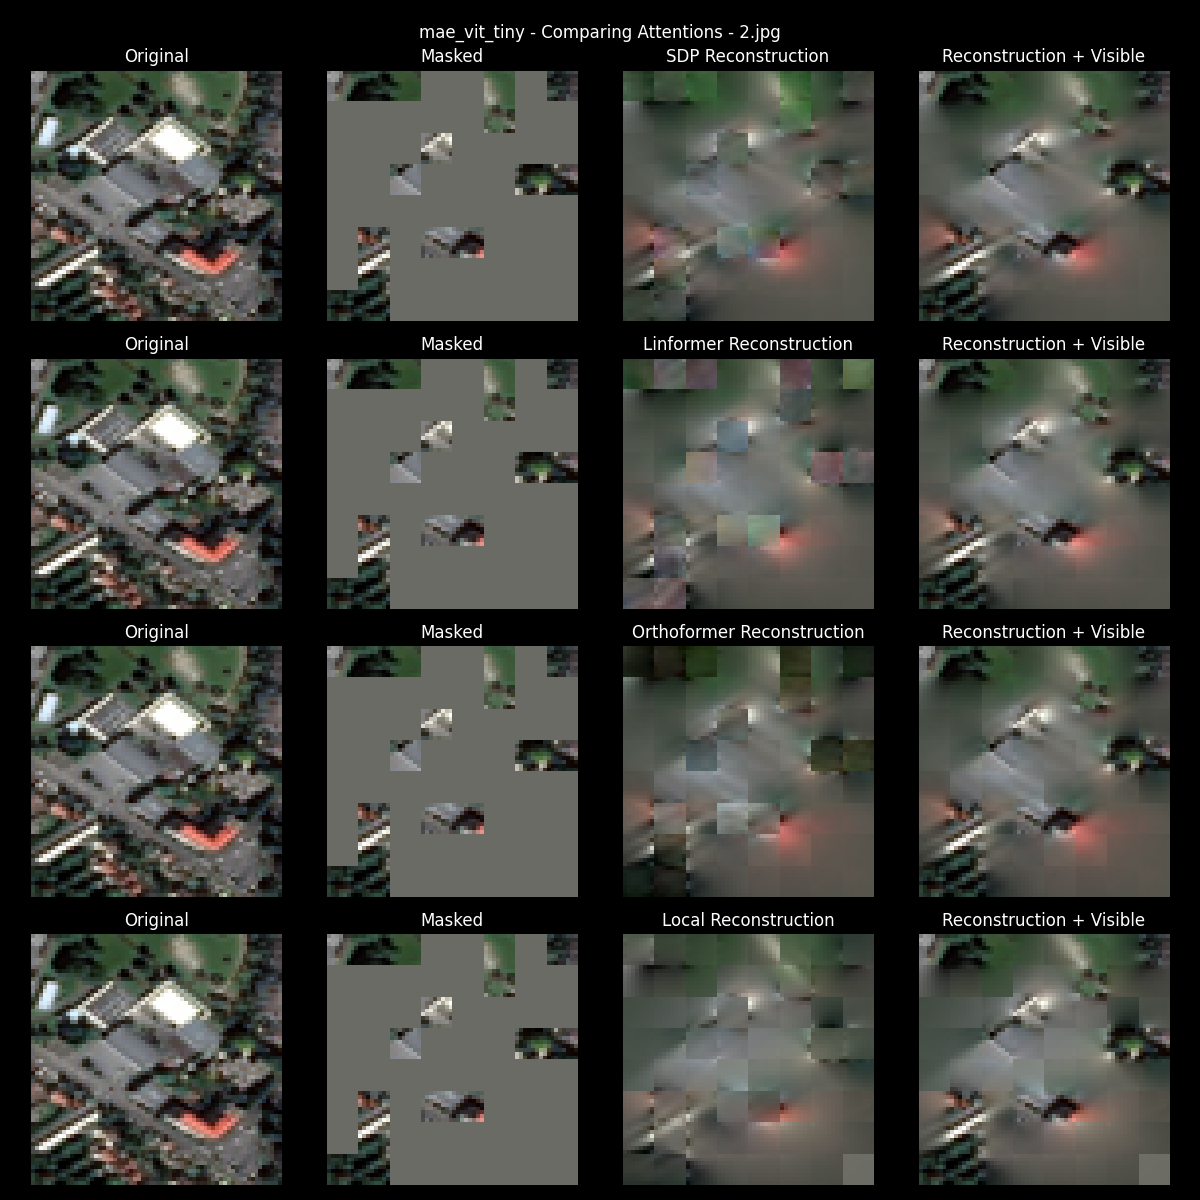 mae_vit_tiny - Comparing Attentions - 2.jpg
Original Masked SDP Reconstruction Reconstruction + Visible
Original Masked Linformer Reconstruction Reconstruction + Visible
Original Masked Orthoformer Reconstruction Reconstruction + Visible
Original Masked Local Reconstruction Reconstruction + Visible